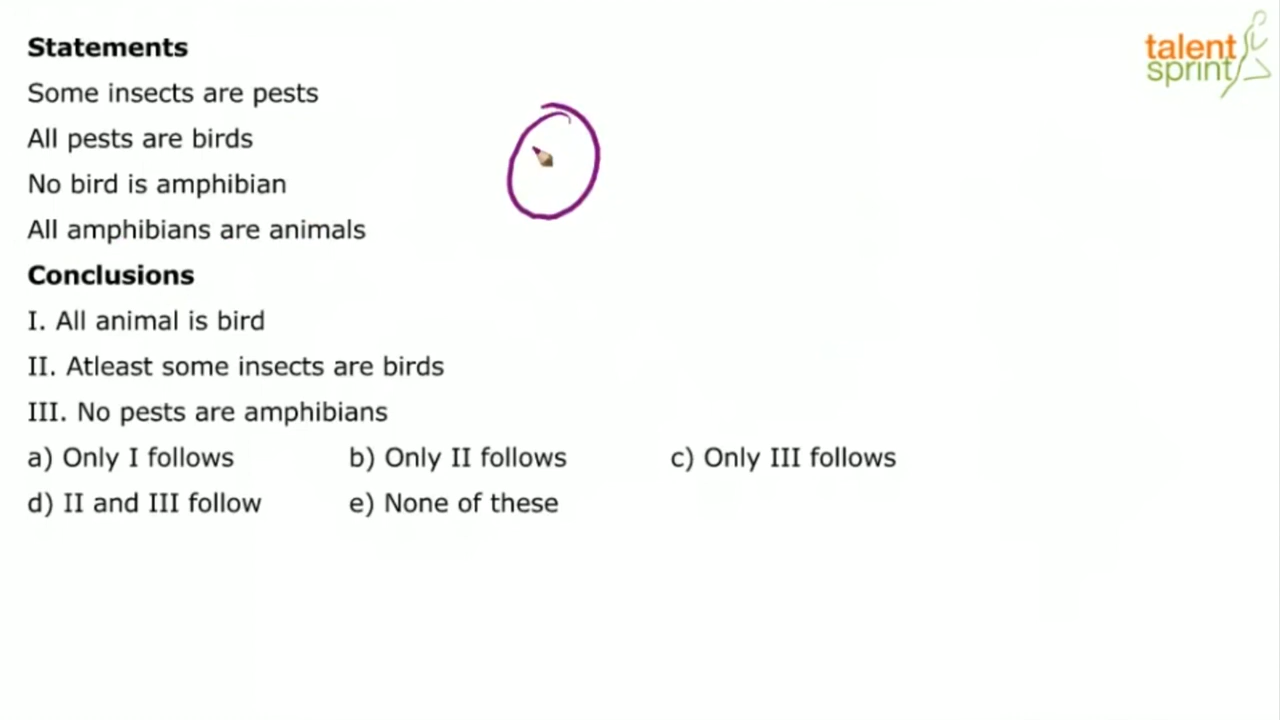 Statements
talent
sprint
Some insects are pests
All pests are birds
No bird is amphibian
All amphibians are animals
Conclusions
I. All animal is bird
II. Atleast some insects are birds
III. No pests are amphibians
a) Only I follows b) Only II follows c) Only III follows
d) II and III follow e) None of these